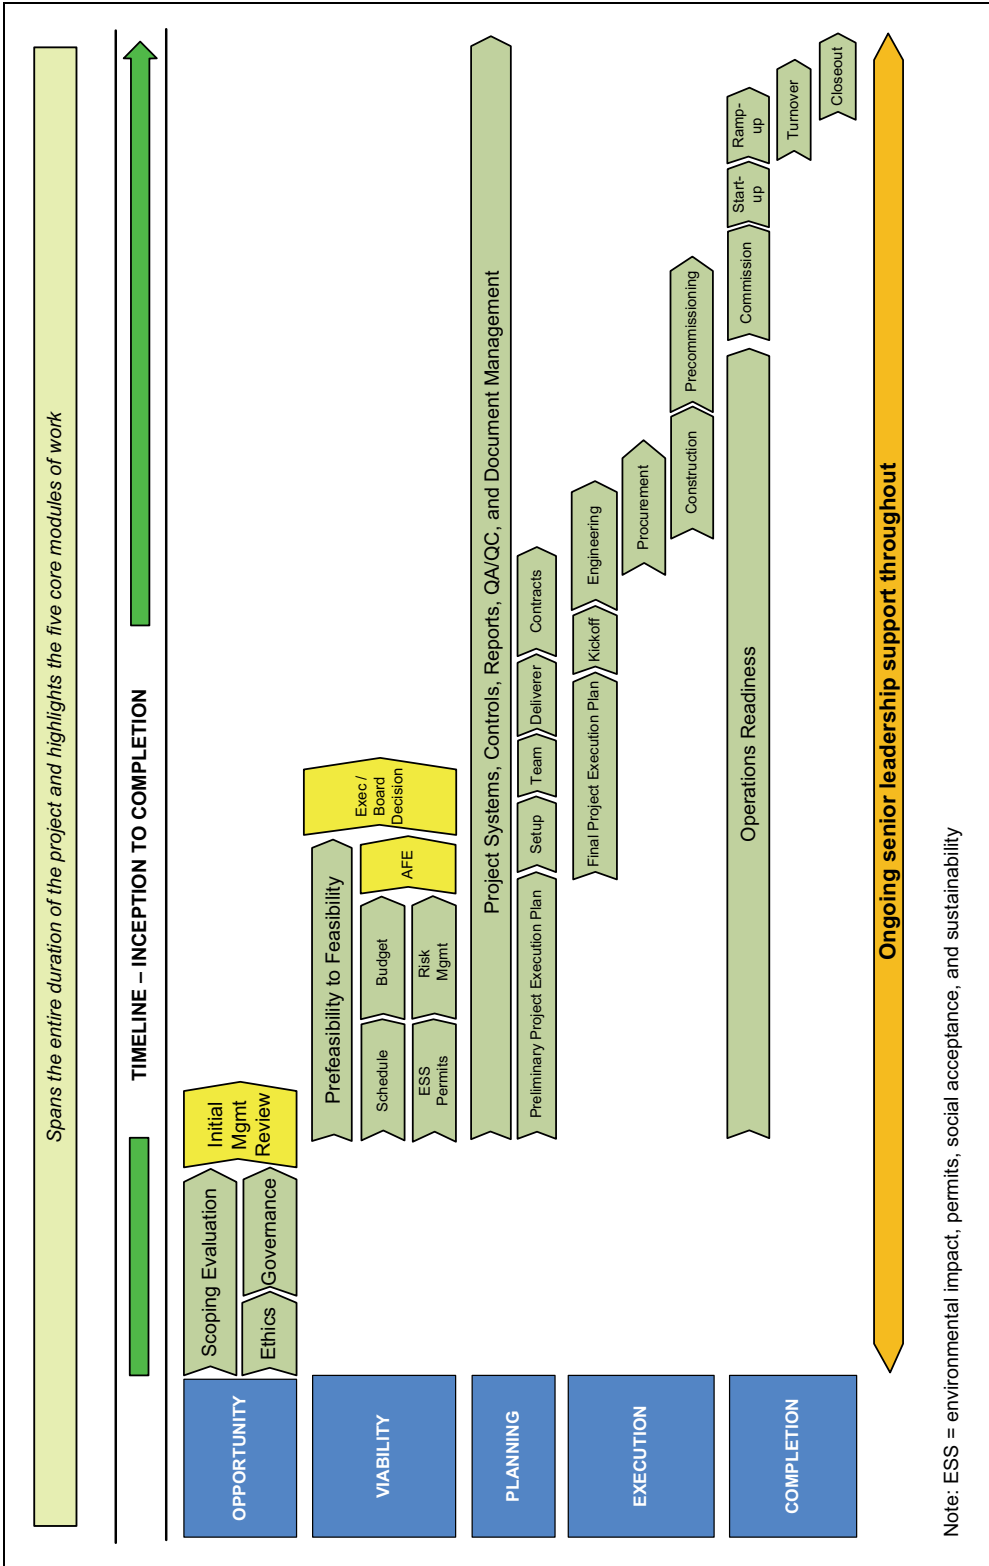 Spans the entire duration of the project and highlights the five core modules of work
TIMELINE – INCEPTION TO COMPLETION
OPPORTUNITY
Scoping Evaluation
Ethics
Governance
Initial
Mgmt
Review
VIABILITY
Prefeasibility to Feasibility
Schedule
Budget
ESS
Permits
Risk
Mgmt
AFE
Exec /
Board
Decision
PLANNING
Project Systems, Controls, Reports, QA/QC, and Document Management
Preliminary Project Execution Plan
Setup
Team
Deliverer
Contracts
EXECUTION
Final Project Execution Plan
Kickoff
Engineering
Procurement
Construction
Precommissioning
COMPLETION
Operations Readiness
Commission
Start-
up
Ramp-
up
Turnover
Closeout
Ongoing senior leadership support throughout
Note: ESS = environmental impact, permits, social acceptance, and sustainability